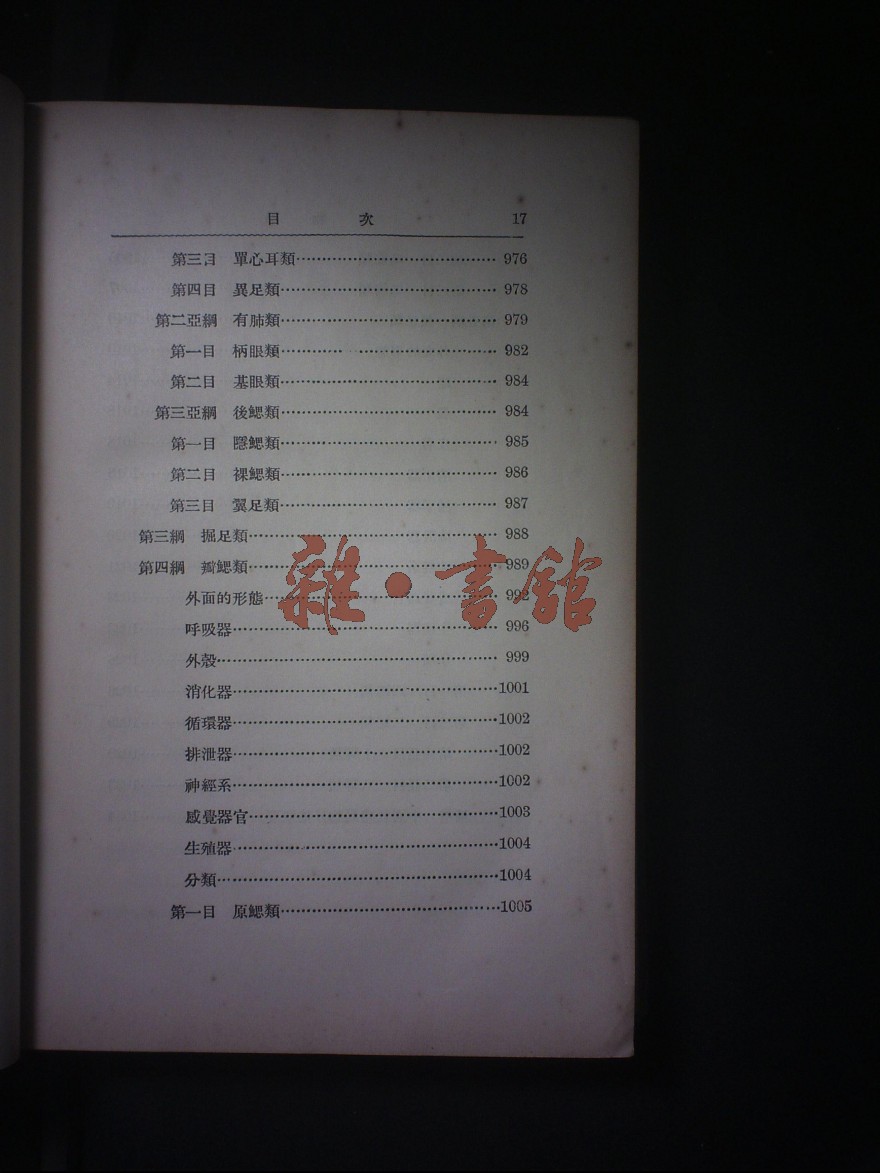 目 次 17
第三目 單心耳類 976
第四目 異足類 978
第二亞綱 有肺類 979
第一目 柄眼類 982
第二目 基眼類 984
第三亞綱 後鰓類 984
第一目 隱鰓類 985
第二目 裸鰓類 986
第三目 翼足類 987
第三綱 掘足類 988
第四綱 瓣鰓類 989
雜·書館
外面的形態 992
呼吸器 996
外殼 999
消化器 1001
循環器 1002
排泄器 1002
神經系 1002
感覺器官 1003
生殖器 1004
分類 1004
第一目 原鰓類 1005